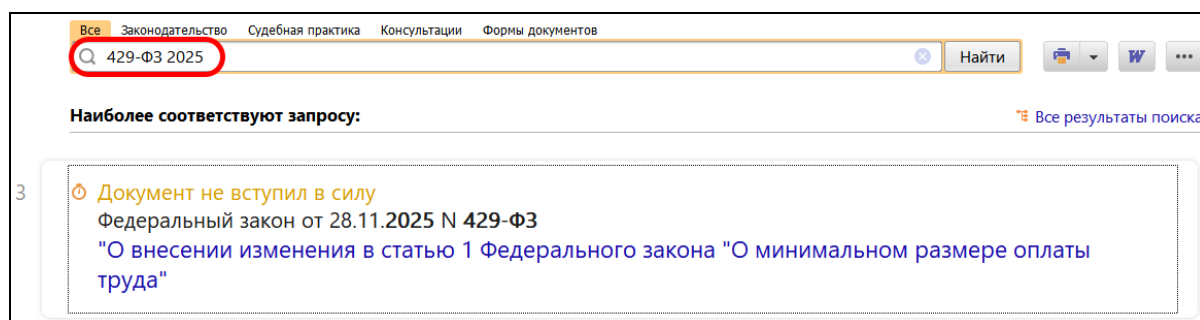 Все Законодательство Судебная практика Консультации Формы документов
429-ФЗ 2025 Найти W
Наиболее соответствуют запросу: Все результаты поиска
3 Документ не вступил в силу
Федеральный закон от 28.11.2025 N 429-ФЗ
"О внесении изменения в статью 1 Федерального закона "О минимальном размере оплаты
труда"